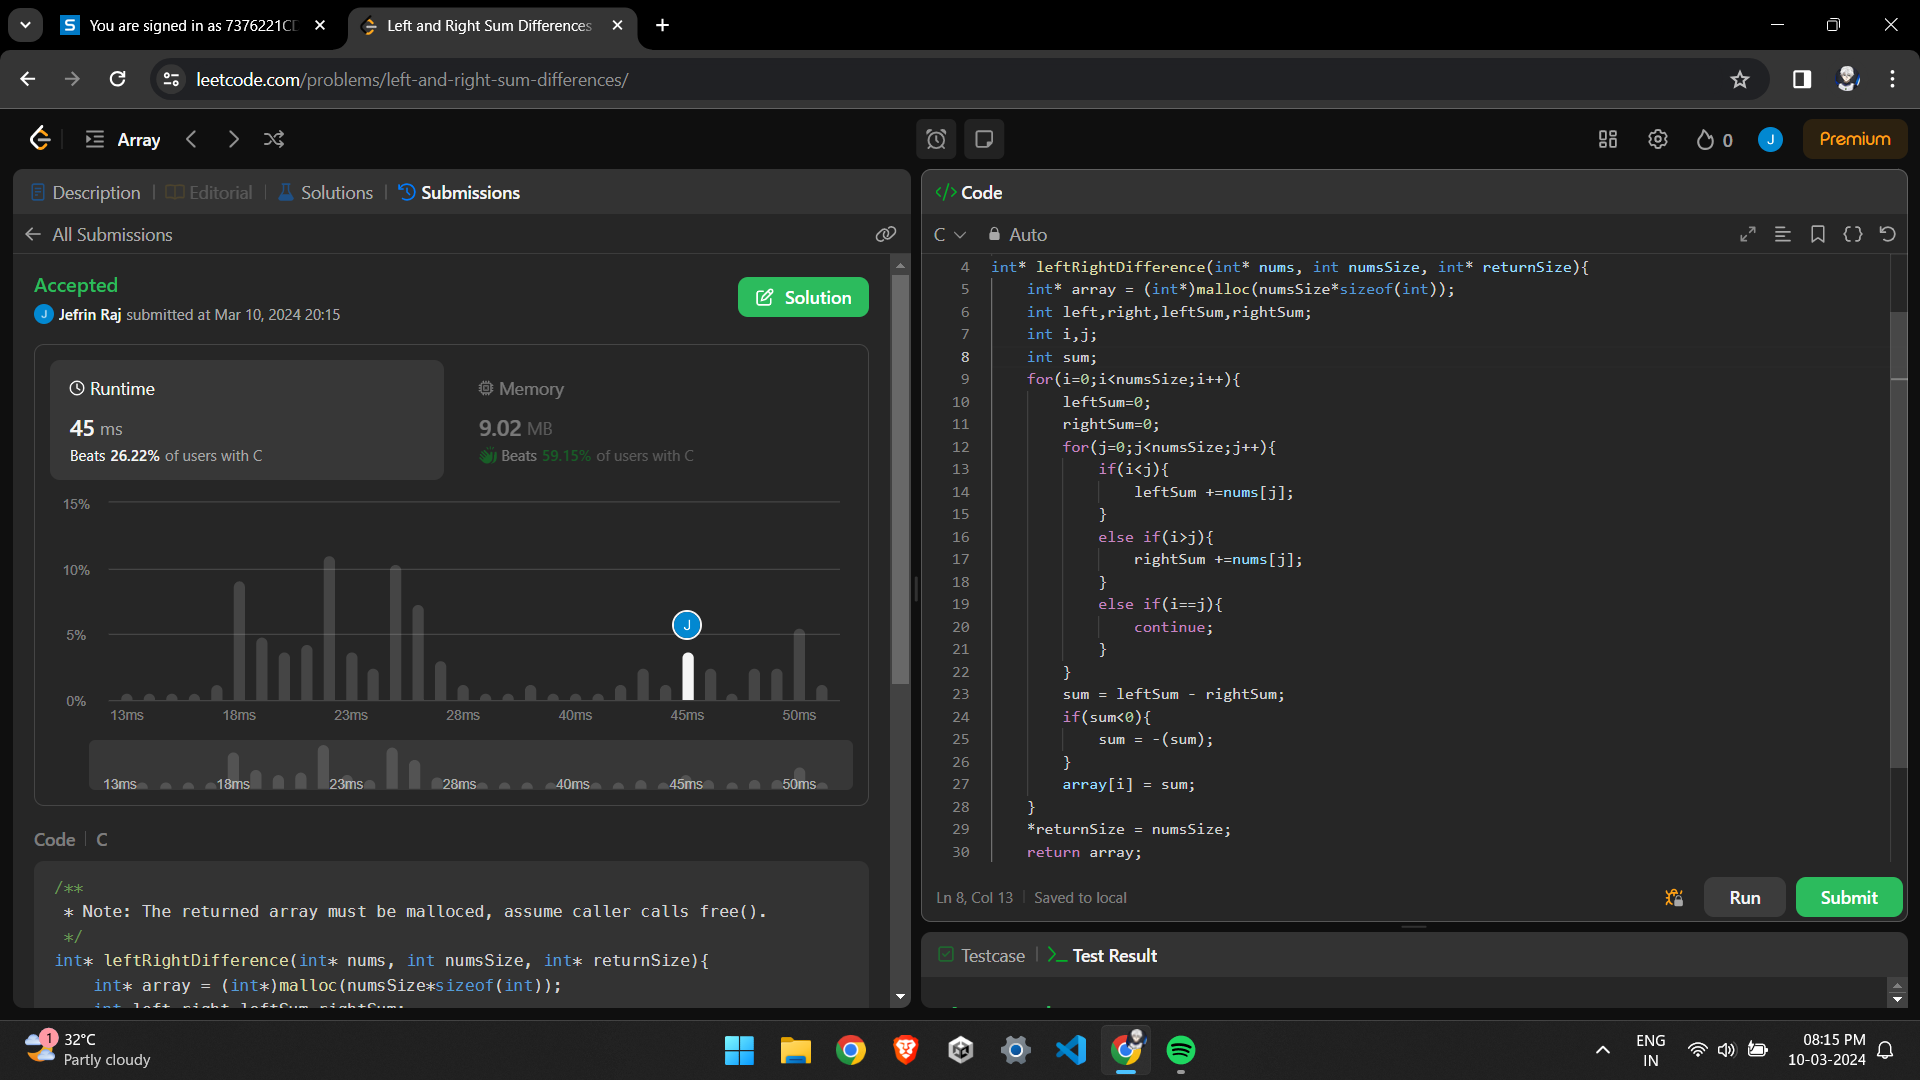 You are signed in as 7376221CD
Left and Right Sum Differences
leetcode.com/problems/left-and-right-sum-differences/
Array
0
J
Premium
Description
Editorial
Solutions
Submissions
All Submissions
Accepted
J Jefrin Raj submitted at Mar 10, 2024 20:15
Solution
Runtime
45 ms
Beats 26.22% of users with C
Memory
9.02 MB
Beats 59.15% of users with C
15%
10%
5%
0%
J
13ms 18ms 23ms 28ms 40ms 45ms 50ms
13ms 18ms 23ms 28ms 40ms 45ms 50ms
Code C
/**
* Note: The returned array must be malloced, assume caller calls free().
*/
int* leftRightDifference(int* nums, int numsSize, int* returnSize){
int* array = (int*)malloc(numsSize*sizeof(int));
int left,right,leftSum,rightSum;
</> Code
C Auto
4 int* leftRightDifference(int* nums, int numsSize, int* returnSize){
5 int* array = (int*)malloc(numsSize*sizeof(int));
6 int left,right,leftSum,rightSum;
7 int i,j;
8 int sum;
9 for(i=0;i<numsSize;i++){
10 leftSum=0;
11 rightSum=0;
12 for(j=0;j<numsSize;j++){
13 if(i<j){
14 leftSum +=nums[j];
15 }
16 else if(i>j){
17 rightSum +=nums[j];
18 }
19 else if(i==j){
20 continue;
21 }
22 }
23 sum = leftSum - rightSum;
24 if(sum<0){
25 sum = -(sum);
26 }
27 array[i] = sum;
28 }
29 *returnSize = numsSize;
30 return array;
Ln 8, Col 13 Saved to local
Run
Submit
Testcase
Test Result
1
32°C
Partly cloudy
ENG
IN
08:15 PM
10-03-2024